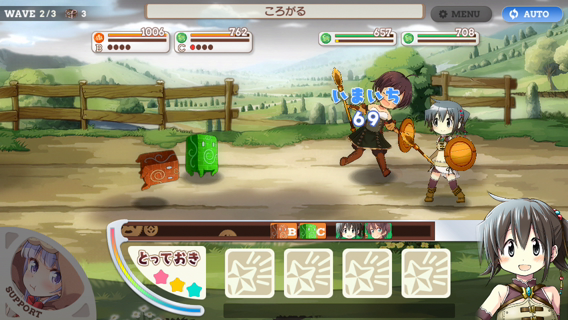 WAVE 2/3 3
ころがる
MENU
AUTO
1006
B
762
C
657
708
いまいち
69
B C
とっておき
SUPPORT